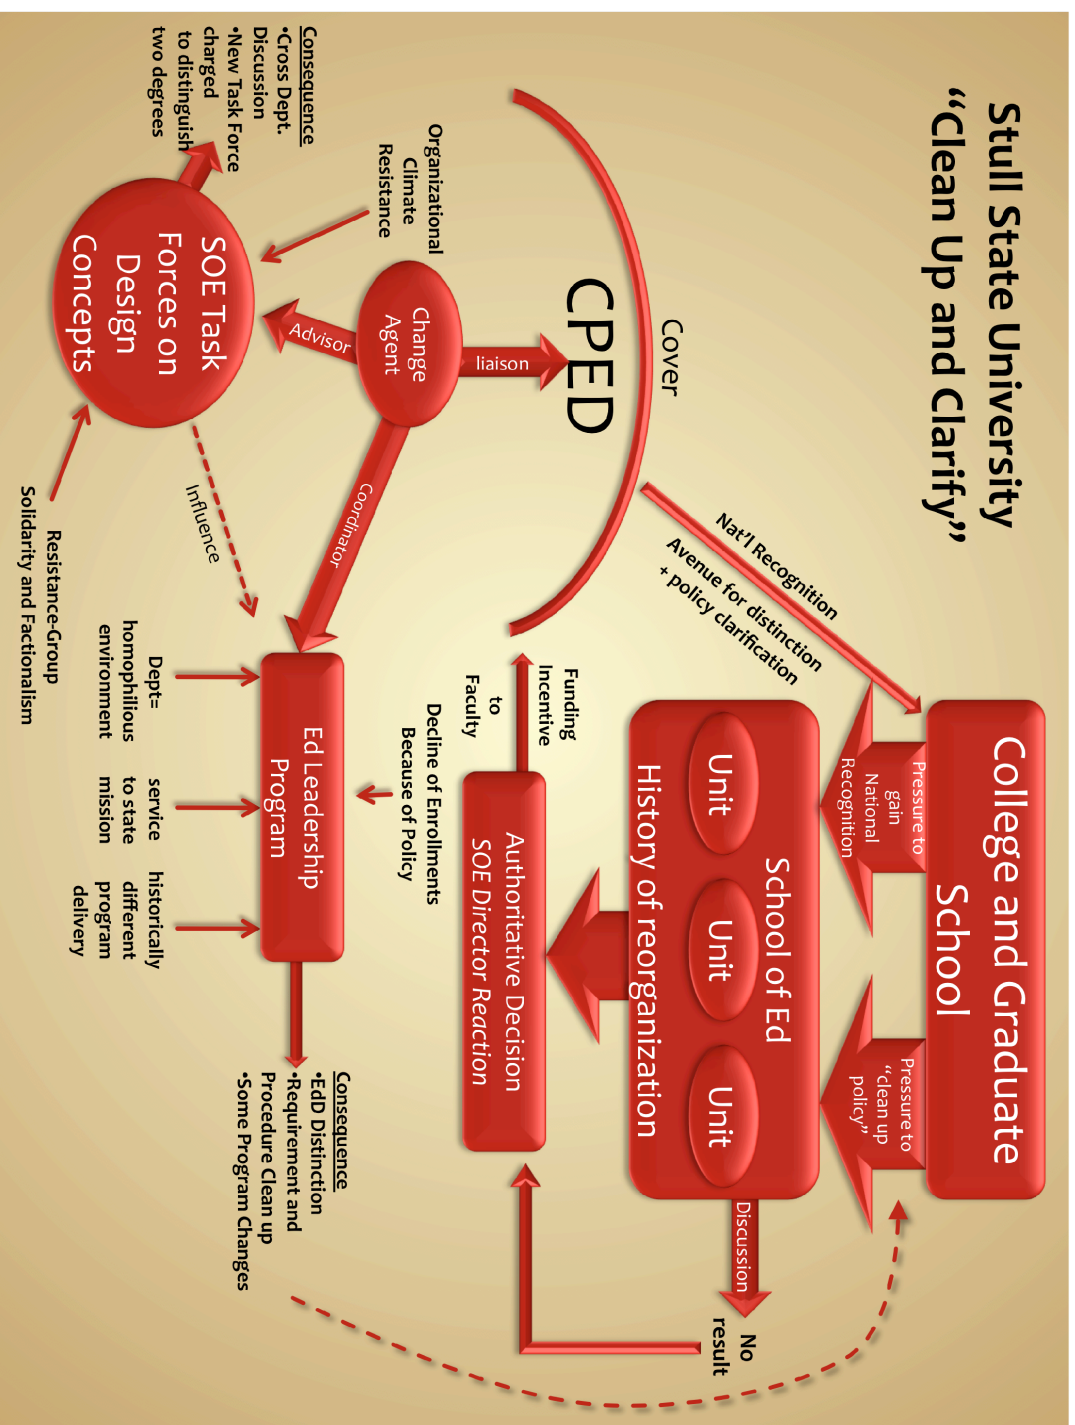 Stull State University
“Clean Up and Clarify”
College and Graduate
School
Pressure to
gain
National
Recognition
Pressure to
“clean up
policy”
Nat’l Recognition
Avenue for distinction
+ policy clarification
School of Ed
Unit
Unit
Unit
History of reorganization
Discussion
No
result
Cover
CPED
Funding
Incentive
to
Faculty
Authoritative Decision
SOE Director Reaction
liaison
Change
Agent
Advisor
Coordinator
Organizational
Climate
Resistance
Decline of Enrollments
Because of Policy
Consequence
•Cross Dept.
Discussion
•New Task Force
charged
to distinguish
two degrees
SOE Task
Forces on
Design
Concepts
Influence
Ed Leadership
Program
Consequence
•EdD Distinction
•Requirement and
Procedure Clean up
•Some Program Changes
Dept=
homophilious
environment
service
to state
mission
historically
different
program
delivery
Resistance-Group
Solidarity and Factionalism